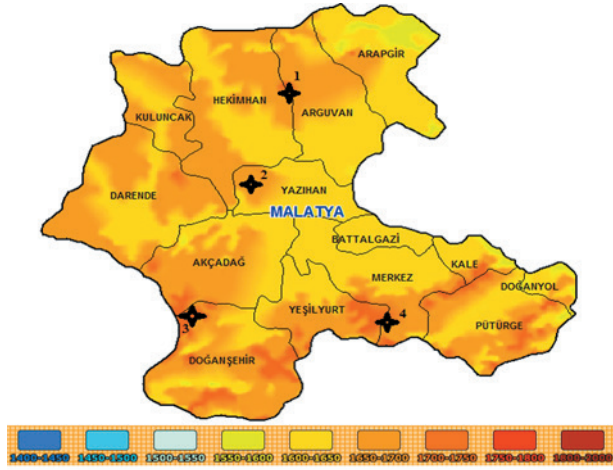 ARAPGİR
1
HEKİMHAN
ARGUVAN
KULUNCAK
2
DARENDE
YAZIHAN
MALATYA
BATTALGAZİ
AKÇADAĞ
KALE
MERKEZ
DOĞANYOL
YEŞİLYURT
4
PÜTÜRGE
3
DOĞANŞEHİR
1400-1450 1450-1500 1500-1550 1550-1600 1600-1650 1650-1700 1700-1750 1750-1800 1800-2000